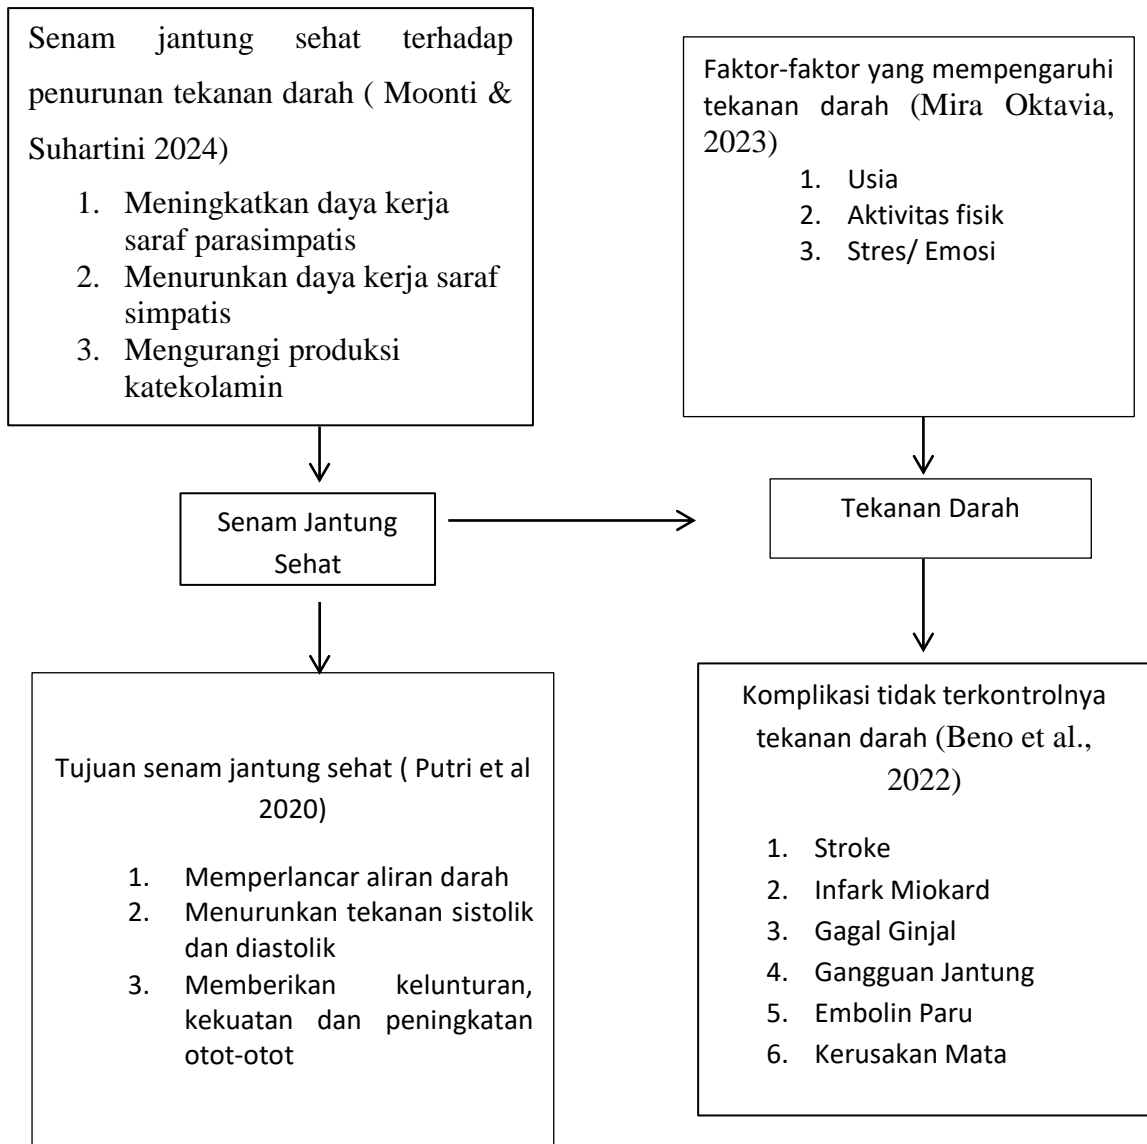 Senam jantung sehat terhadap
penurunan tekanan darah ( Moonti &
Suhartini 2024)
1. Meningkatkan daya kerja
saraf parasimpatis
2. Menurunkan daya kerja saraf
simpatis
3. Mengurangi produksi
katekolamin
Faktor-faktor yang mempengaruhi
tekanan darah (Mira Oktavia,
2023)
1. Usia
2. Aktivitas fisik
3. Stres/ Emosi
Senam Jantung
Sehat
Tekanan Darah
Tujuan senam jantung sehat ( Putri et al
2020)
1. Memperlancar aliran darah
2. Menurunkan tekanan sistolik
dan diastolik
3. Memberikan kelunturan,
kekuatan dan peningkatan
otot-otot
Komplikasi tidak terkontrolnya
tekanan darah (Beno et al.,
2022)
1. Stroke
2. Infark Miokard
3. Gagal Ginjal
4. Gangguan Jantung
5. Embolin Paru
6. Kerusakan Mata